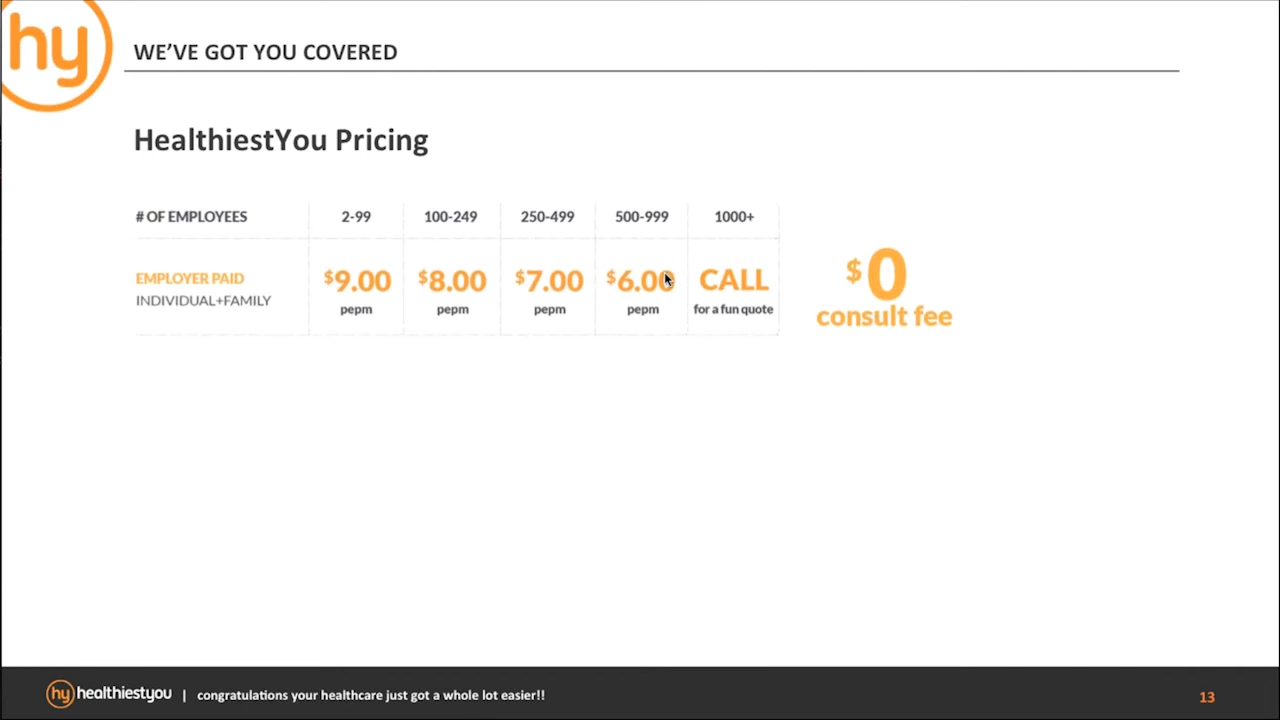 hy
WE’VE GOT YOU COVERED
HealthiestYou Pricing
# OF EMPLOYEES 2-99 100-249 250-499 500-999 1000+
EMPLOYER PAID $9.00 $8.00 $7.00 $6.00 CALL
INDIVIDUAL+FAMILY pepm pepm pepm pepm for a fun quote
$0
consult fee
hy healthiestyou | congratulations your healthcare just got a whole lot easier!! 13